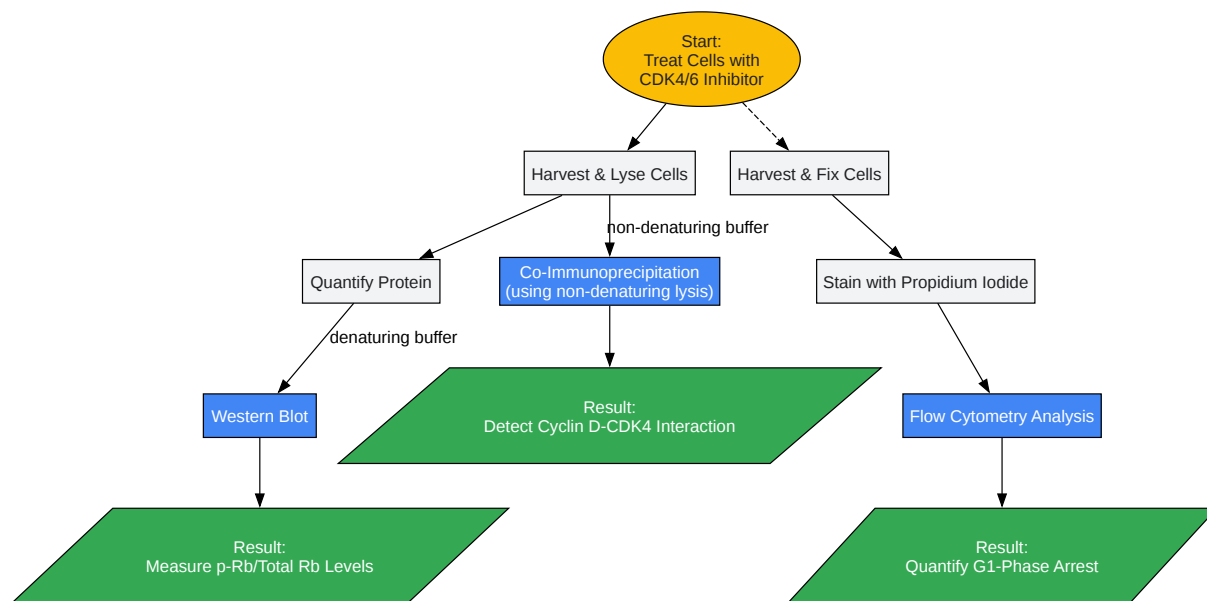 Start:
Treat Cells with
CDK4/6 Inhibitor
Harvest & Lyse Cells
Harvest & Fix Cells
non-denaturing buffer
Quantify Protein
Co-Immunoprecipitation
(using non-denaturing lysis)
Stain with Propidium Iodide
denaturing buffer
Western Blot
Result:
Detect Cyclin D-CDK4 Interaction
Flow Cytometry Analysis
Result:
Measure p-Rb/Total Rb Levels
Result:
Quantify G1-Phase Arrest